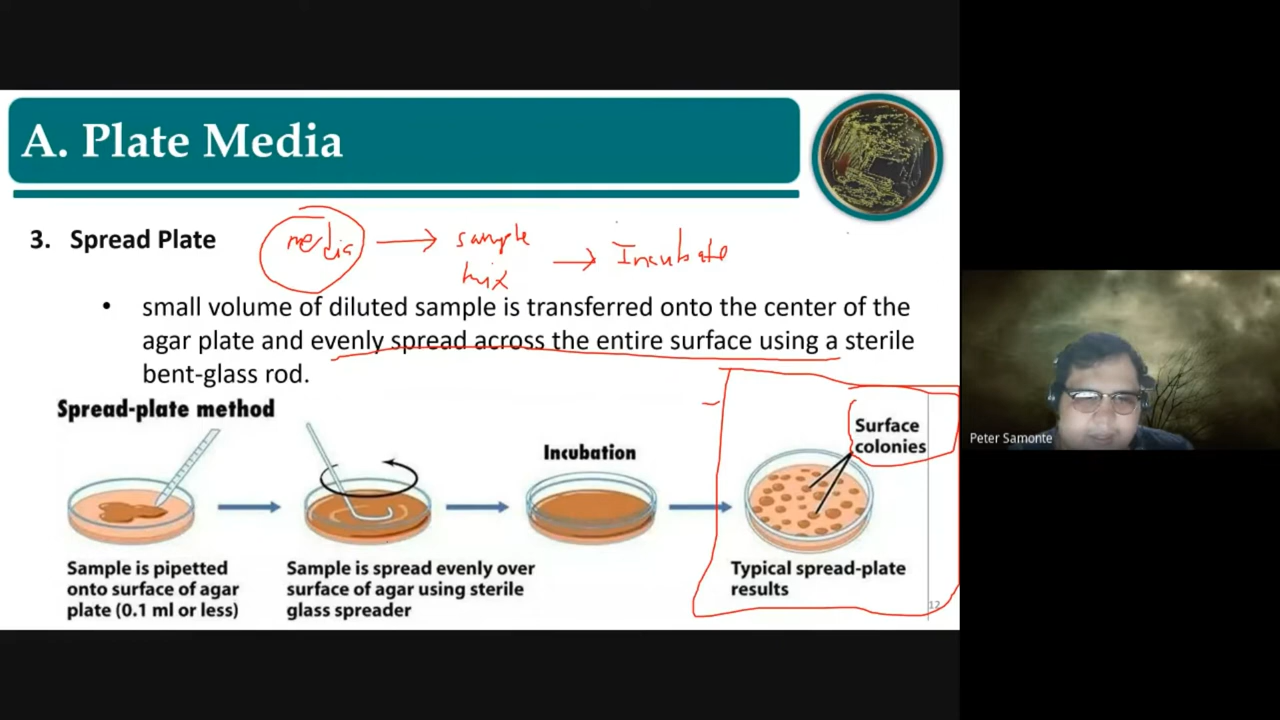 A. Plate Media
3. Spread Plate
media → sample mix → Incubate
• small volume of diluted sample is transferred onto the center of the
agar plate and evenly spread across the entire surface using a sterile
bent-glass rod.
Spread-plate method
Incubation
Surface
colonies
Sample is pipetted
onto surface of agar
plate (0.1 ml or less)
Sample is spread evenly over
surface of agar using sterile
glass spreader
Typical spread-plate
results
12
Peter Samonte